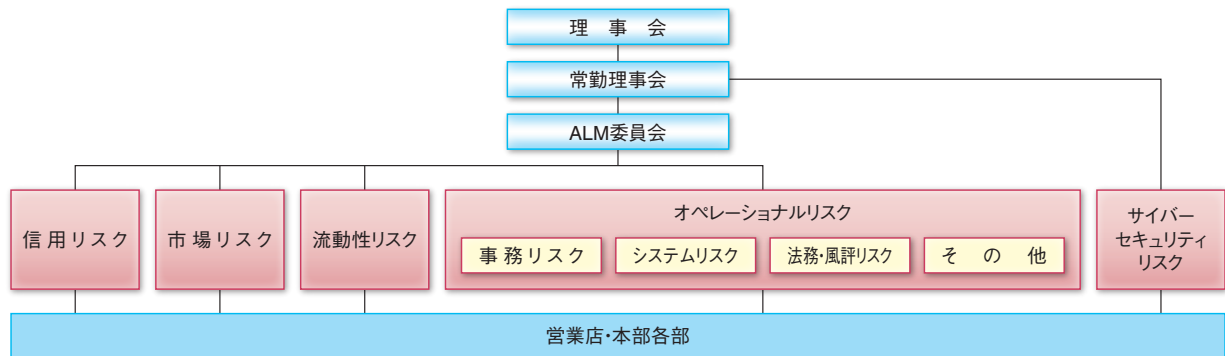 理事会
常勤理事会
ALM委員会
信用リスク
市場リスク
流動性リスク
オペレーショナルリスク
事務リスク
システムリスク
法務・風評リスク
その他
サイバー
セキュリティ
リスク
営業店・本部各部